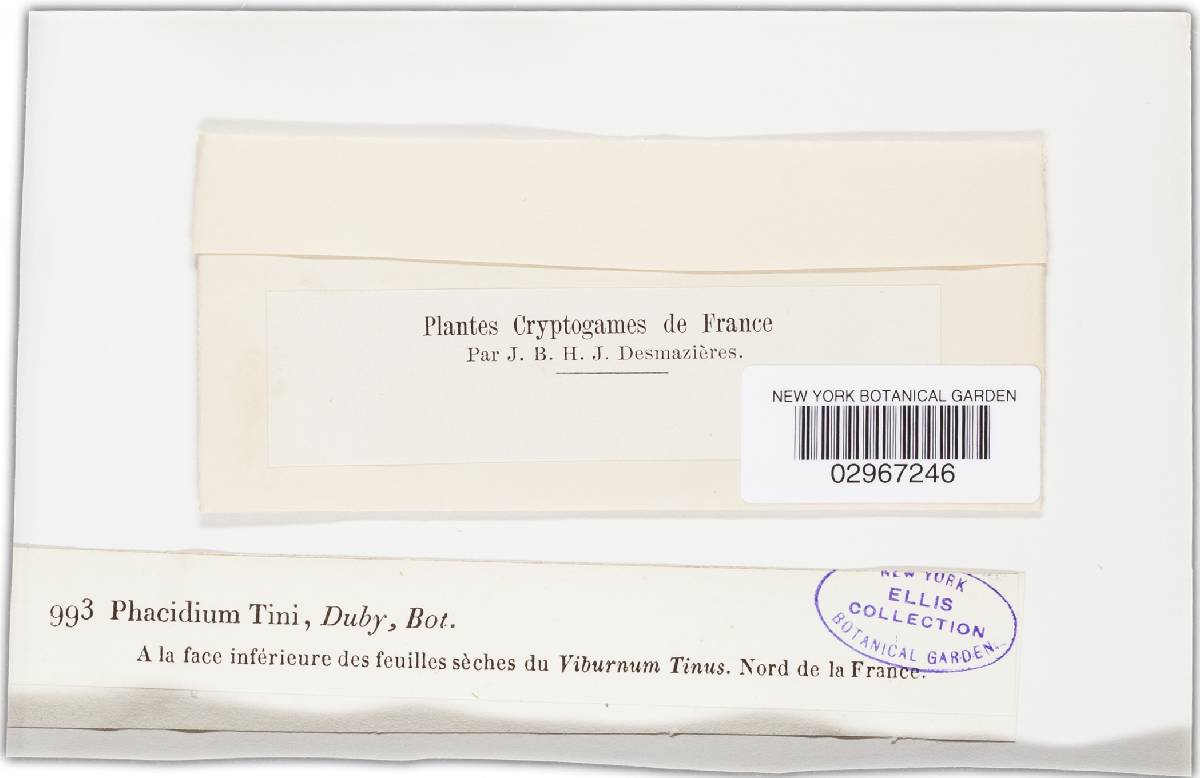 Plantes Cryptogames de France
Par J. B. H. J. Desmazières.
NEW YORK BOTANICAL GARDEN
02967246
993 Phacidium Tini, Duby, Bot.
A la face inférieure des feuilles sèches du Viburnum Tinus. Nord de la France.
NEW YORK
ELLIS
COLLECTION
BOTANICAL GARDEN.